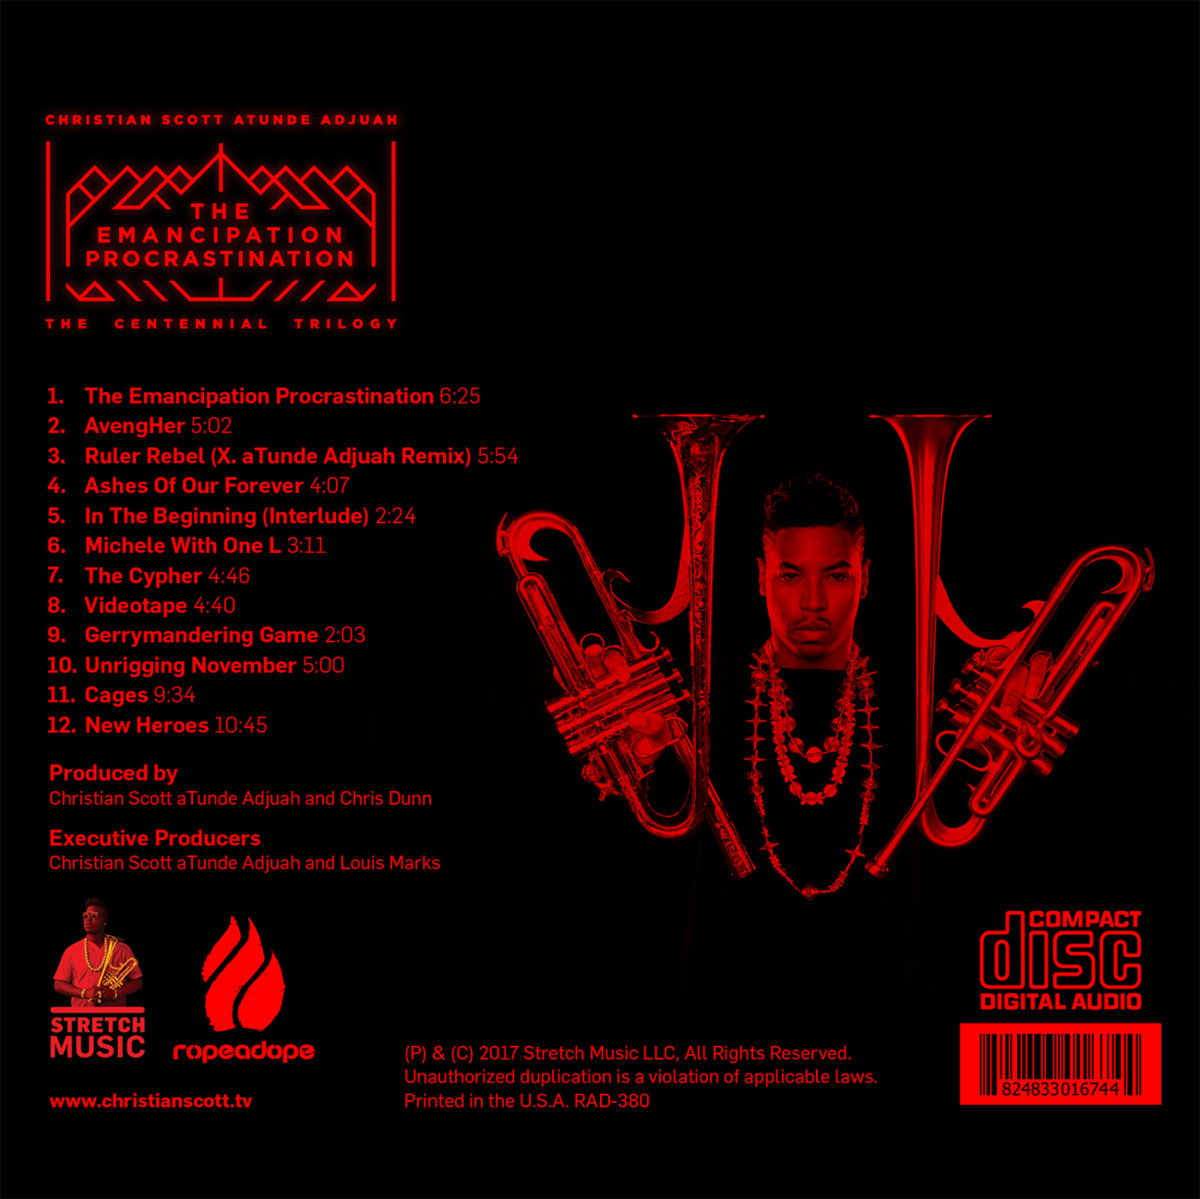 CHRISTIAN SCOTT ATUNDE ADJUAH
THE
EMANCIPATION
PROCRASTINATION
THE CENTENNIAL TRILOGY
1. The Emancipation Procrastination 6:25
2. AvengHer 5:02
3. Ruler Rebel (X. aTunde Adjuah Remix) 5:54
4. Ashes Of Our Forever 4:07
5. In The Beginning (Interlude) 2:24
6. Michele With One L 3:11
7. The Cypher 4:46
8. Videotape 4:40
9. Gerrymandering Game 2:03
10. Unrigging November 5:00
11. Cages 9:34
12. New Heroes 10:45
Produced by
Christian Scott aTunde Adjuah and Chris Dunn
Executive Producers
Christian Scott aTunde Adjuah and Louis Marks
STRETCH
MUSIC
ropeadope
www.christianscott.tv
(P) & (C) 2017 Stretch Music LLC, All Rights Reserved.
Unauthorized duplication is a violation of applicable laws.
Printed in the U.S.A. RAD-380
COMPACT
disc
DIGITAL AUDIO
824833016744